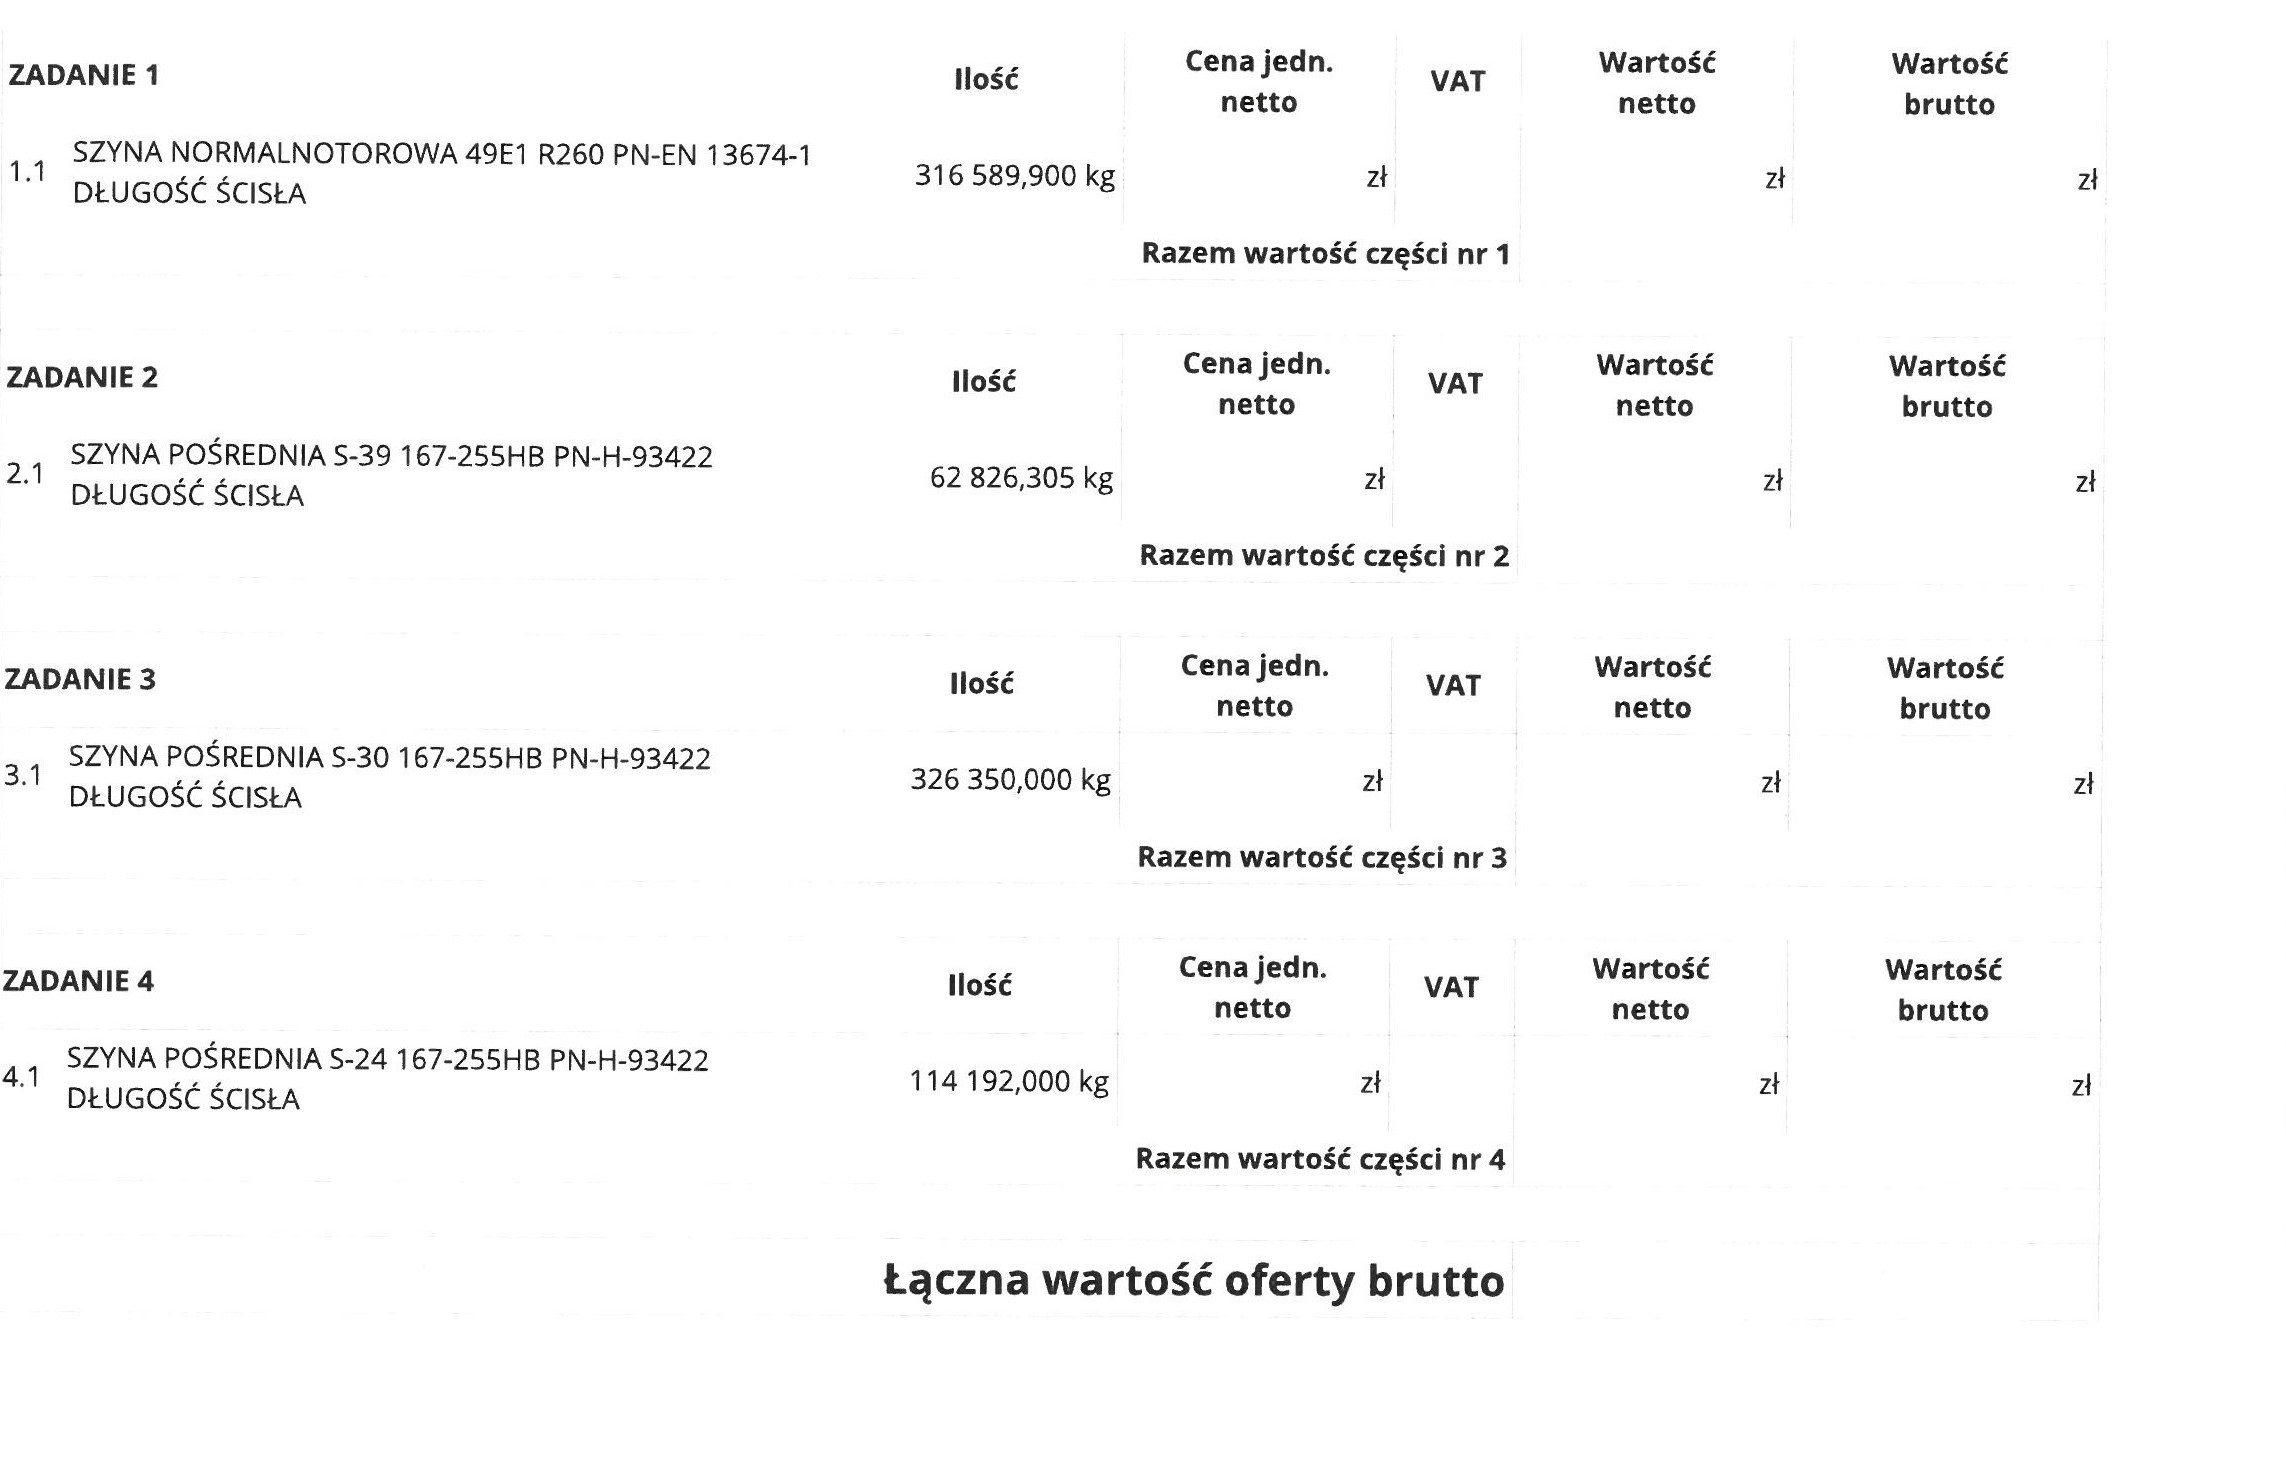 ZADANIE 1 Ilość Cena jedn. netto VAT Wartość netto Wartość brutto
1.1 SZYNA NORMALNOTOROWA 49E1 R260 PN-EN 13674-1
DŁUGOŚĆ ŚCISŁA 316 589,900 kg zł zł zł
Razem wartość części nr 1
ZADANIE 2 Ilość Cena jedn. netto VAT Wartość netto Wartość brutto
2.1 SZYNA POŚREDNIA S-39 167-255HB PN-H-93422
DŁUGOŚĆ ŚCISŁA 62 826,305 kg zł zł zł
Razem wartość części nr 2
ZADANIE 3 Ilość Cena jedn. netto VAT Wartość netto Wartość brutto
3.1 SZYNA POŚREDNIA S-30 167-255HB PN-H-93422
DŁUGOŚĆ ŚCISŁA 326 350,000 kg zł zł zł
Razem wartość części nr 3
ZADANIE 4 Ilość Cena jedn. netto VAT Wartość netto Wartość brutto
4.1 SZYNA POŚREDNIA S-24 167-255HB PN-H-93422
DŁUGOŚĆ ŚCISŁA 114 192,000 kg zł zł zł
Razem wartość części nr 4
Łączna wartość oferty brutto